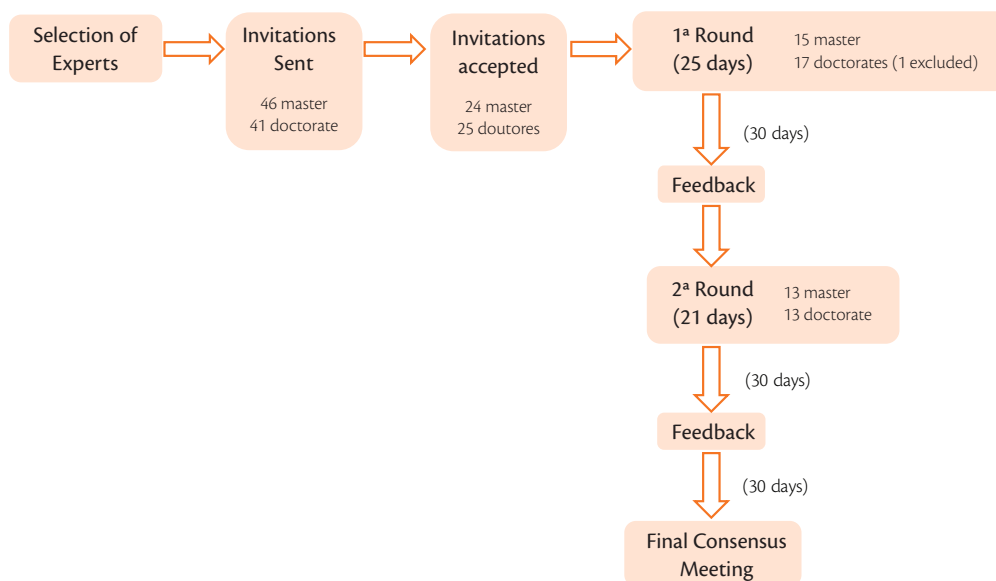 Selection of
Experts
Invitations
Sent
46 master
41 doctorate
Invitations
accepted
24 master
25 doutores
1ª Round
(25 days)
15 master
17 doctorates (1 excluded)
(30 days)
Feedback
2ª Round
(21 days)
13 master
13 doctorate
(30 days)
Feedback
(30 days)
Final Consensus
Meeting